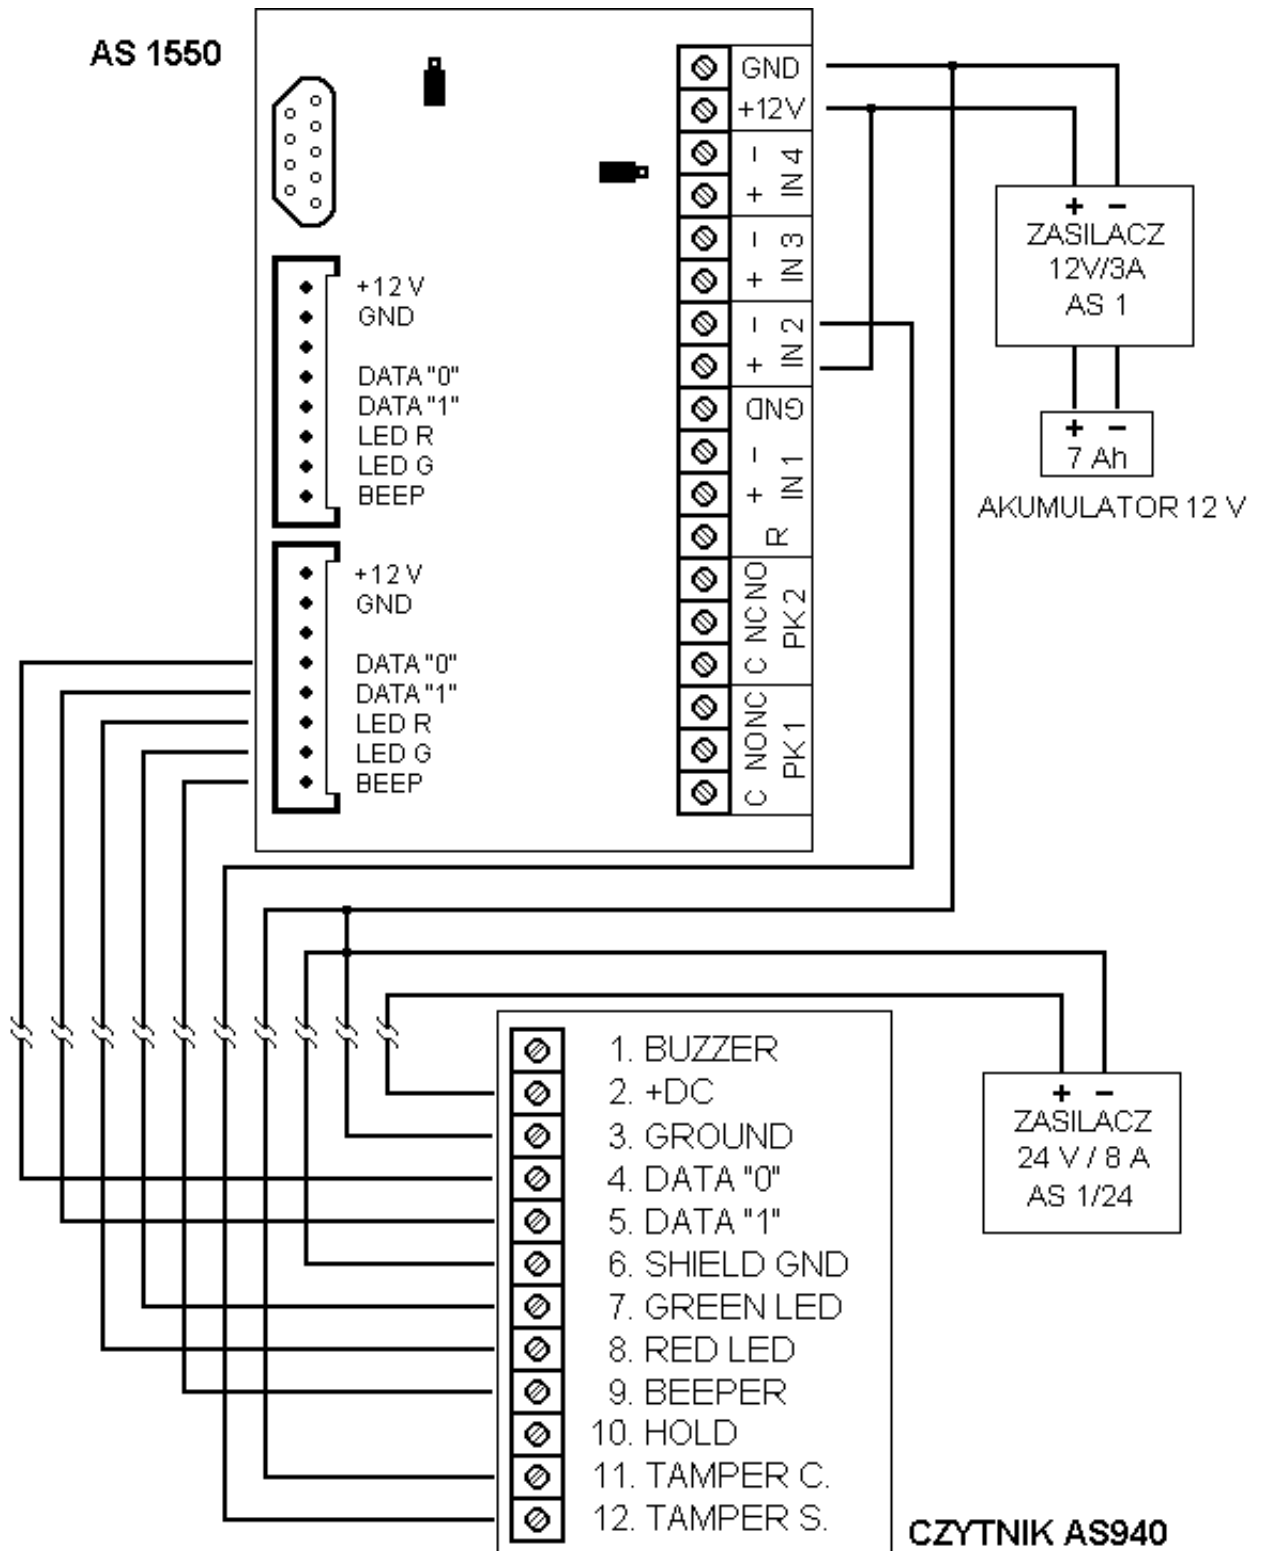 AS 1550
GND
+12V
- + IN 4
- + IN 3
- + IN 2
GND
- + IN 1
R
C NC NO
PK 2
C NO NC
PK 1
+12 V
GND
DATA "0"
DATA "1"
LED R
LED G
BEEP
+12 V
GND
DATA "0"
DATA "1"
LED R
LED G
BEEP
+ -
ZASILACZ
12V/3A
AS 1
+ -
7 Ah
AKUMULATOR 12 V
1. BUZZER
2. +DC
3. GROUND
4. DATA "0"
5. DATA "1"
6. SHIELD GND
7. GREEN LED
8. RED LED
9. BEEPER
10. HOLD
11. TAMPER C.
12. TAMPER S.
+ -
ZASILACZ
24 V / 8 A
AS 1/24
CZYTNIK AS940